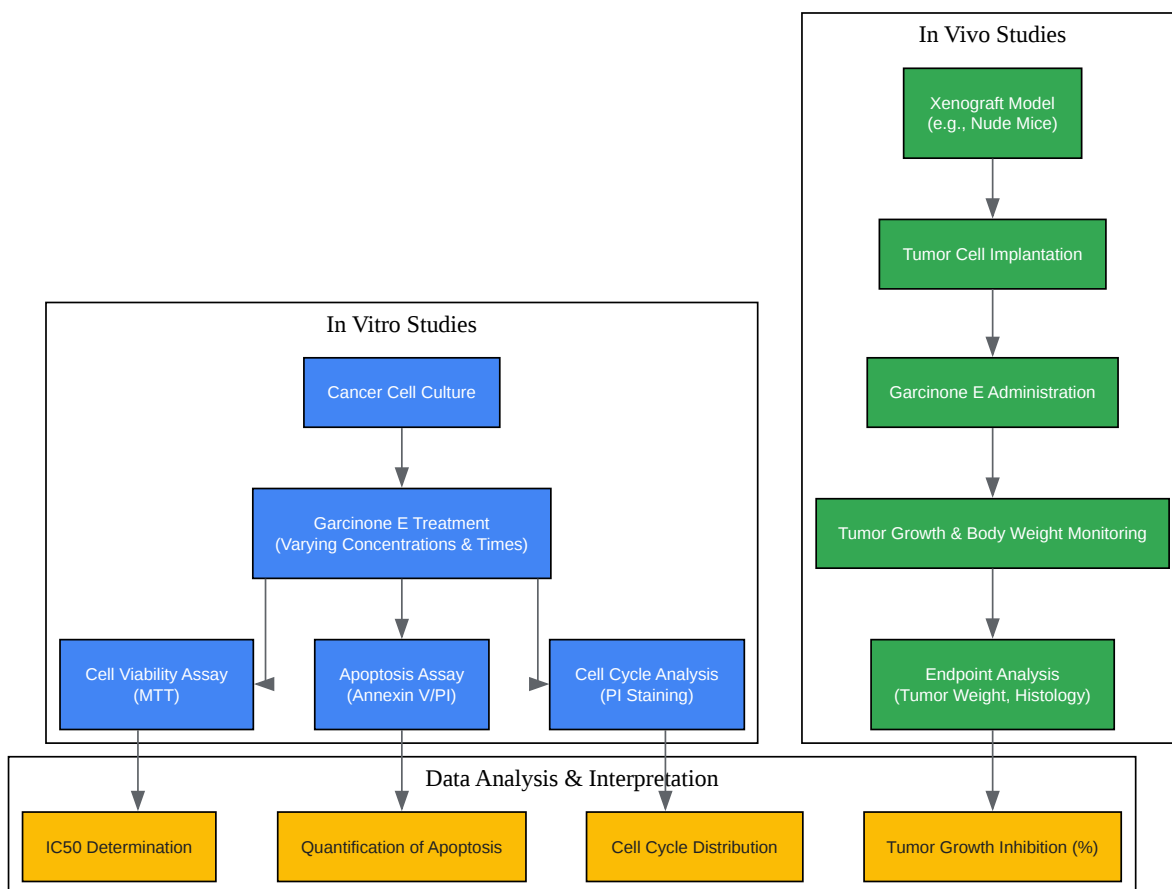 In Vivo Studies
Xenograft Model
(e.g., Nude Mice)
Tumor Cell Implantation
Garcinone E Administration
Tumor Growth & Body Weight Monitoring
Endpoint Analysis
(Tumor Weight, Histology)
In Vitro Studies
Cancer Cell Culture
Garcinone E Treatment
(Varying Concentrations & Times)
Cell Viability Assay
(MTT)
Apoptosis Assay
(Annexin V/PI)
Cell Cycle Analysis
(PI Staining)
Data Analysis & Interpretation
IC50 Determination
Quantification of Apoptosis
Cell Cycle Distribution
Tumor Growth Inhibition (%)